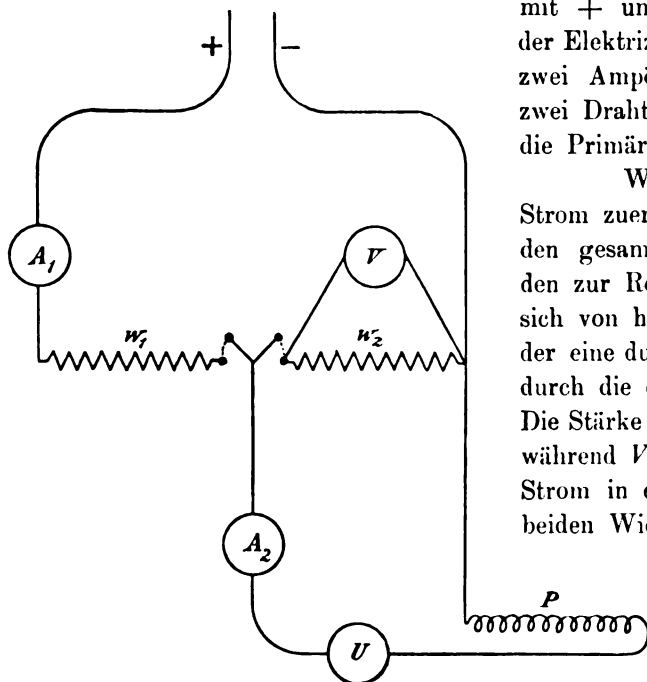 mit + un
der Elektriz
zwei Ampè
zwei Draht
die Primär
W
Strom zuer
den gesam
den zur Re
sich von h
der eine du
durch die
Die Stärke
während V
Strom in
beiden Wi
+ −
A₁
V
w₁
w₂
A₂
P
U